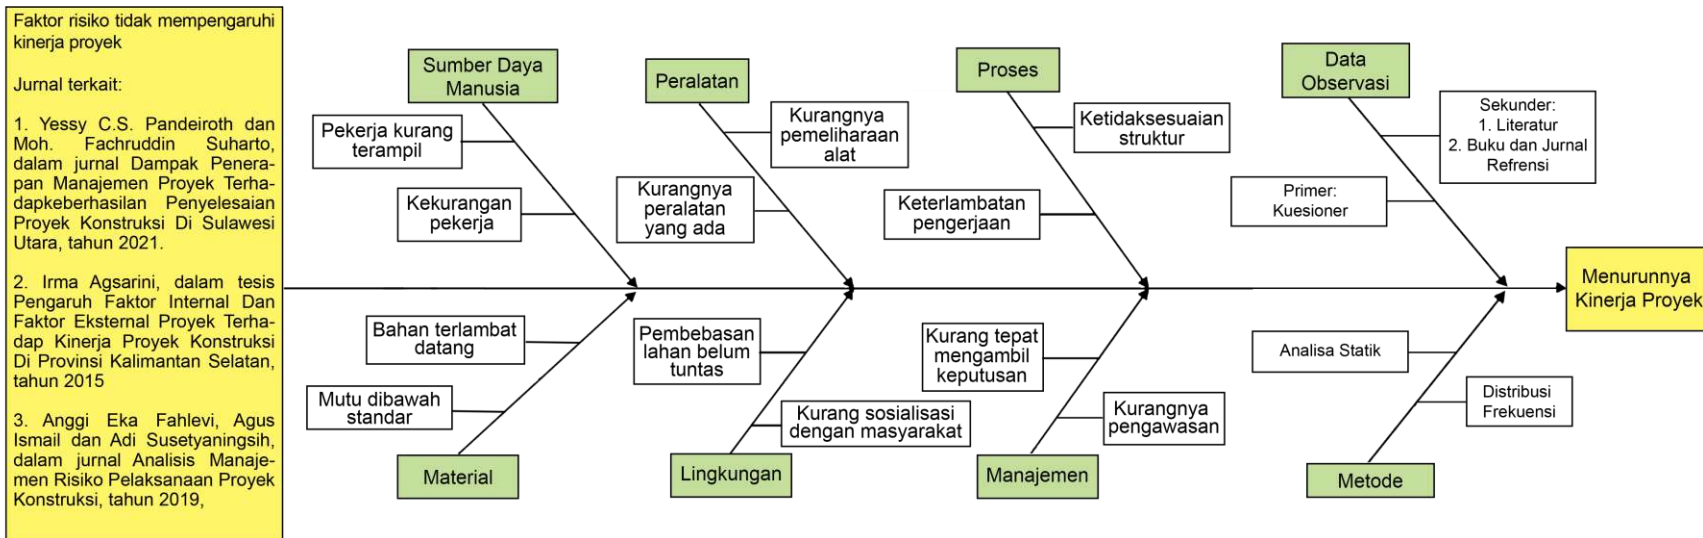 Faktor risiko tidak mempengaruhi
kinerja proyek
Jurnal terkait:
1. Yessy C.S. Pandeiroth dan
Moh. Fachruddin Suharto,
dalam jurnal Dampak Penera-
pan Manajemen Proyek Terha-
dapkeberhasilan Penyelesaian
Proyek Konstruksi Di Sulawesi
Utara, tahun 2021.
2. Irma Agsarini, dalam tesis
Pengaruh Faktor Internal Dan
Faktor Eksternal Proyek Terha-
dap Kinerja Proyek Konstruksi
Di Provinsi Kalimantan Selatan,
tahun 2015
3. Anggi Eka Fahlevi, Agus
Ismail dan Adi Susetyaningsih,
dalam jurnal Analisis Manaje-
men Risiko Pelaksanaan Proyek
Konstruksi, tahun 2019,
Sumber Daya
Manusia
Pekerja kurang
terampil
Kekurangan
pekerja
Peralatan
Kurangnya
pemeliharaan
alat
Kurangnya
peralatan
yang ada
Proses
Ketidaksesuaian
struktur
Keterlambatan
pengerjaan
Data
Observasi
Sekunder:
1. Literatur
2. Buku dan Jurnal
Refrensi
Primer:
Kuesioner
Menurunnya
Kinerja Proyek
Bahan terlambat
datang
Mutu dibawah
standar
Material
Pembebasan
lahan belum
tuntas
Kurang sosialisasi
dengan masyarakat
Lingkungan
Kurang tepat
mengambil
keputusan
Kurangnya
pengawasan
Manajemen
Analisa Statik
Distribusi
Frekuensi
Metode